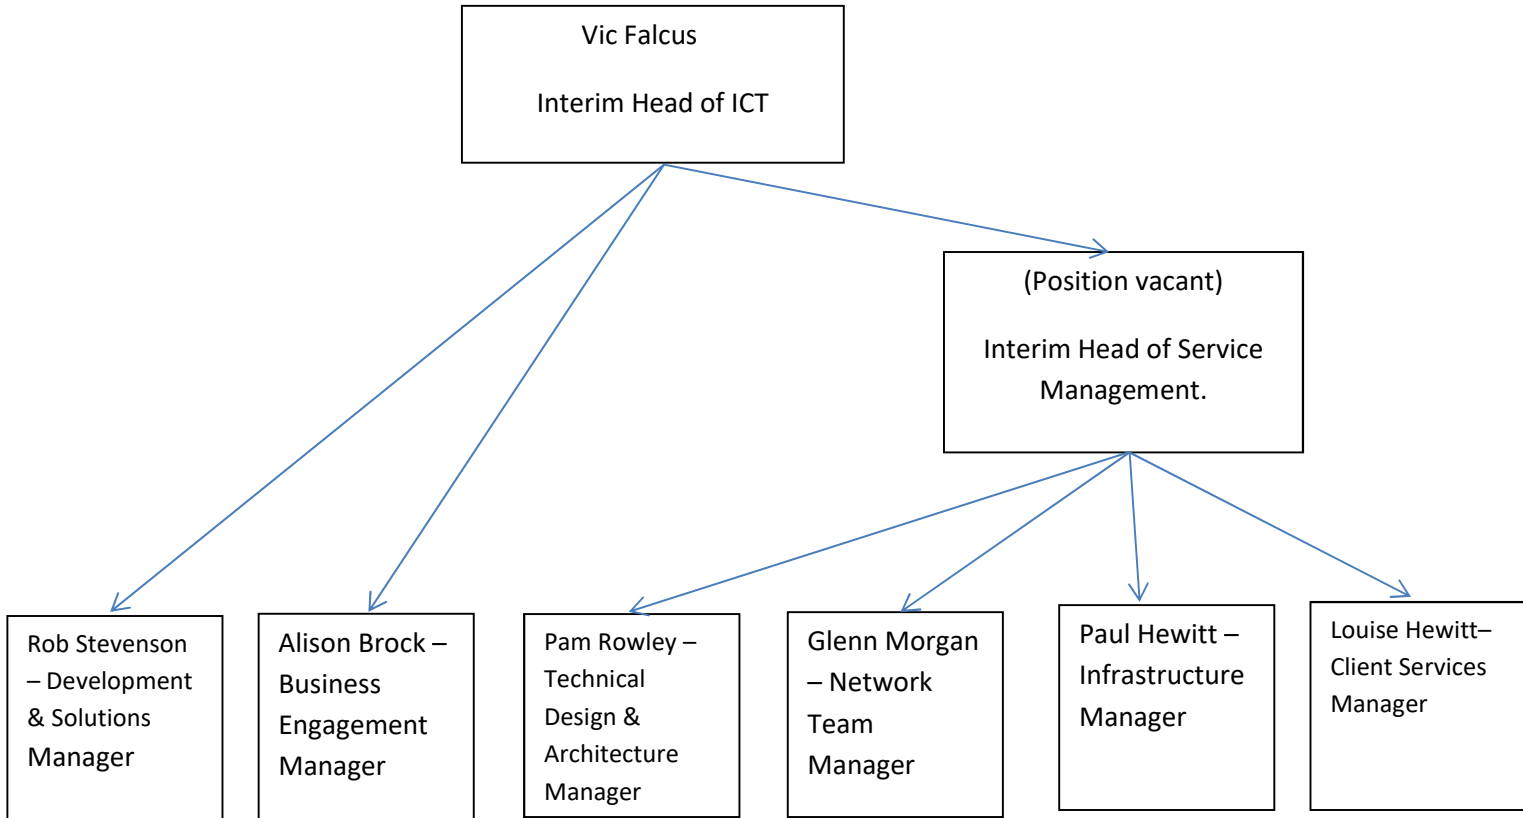 Vic Falcus
Interim Head of ICT
(Position vacant)
Interim Head of Service
Management.
Rob Stevenson
– Development
& Solutions
Manager
Alison Brock –
Business
Engagement
Manager
Pam Rowley –
Technical
Design &
Architecture
Manager
Glenn Morgan
– Network
Team
Manager
Paul Hewitt –
Infrastructure
Manager
Louise Hewitt–
Client Services
Manager